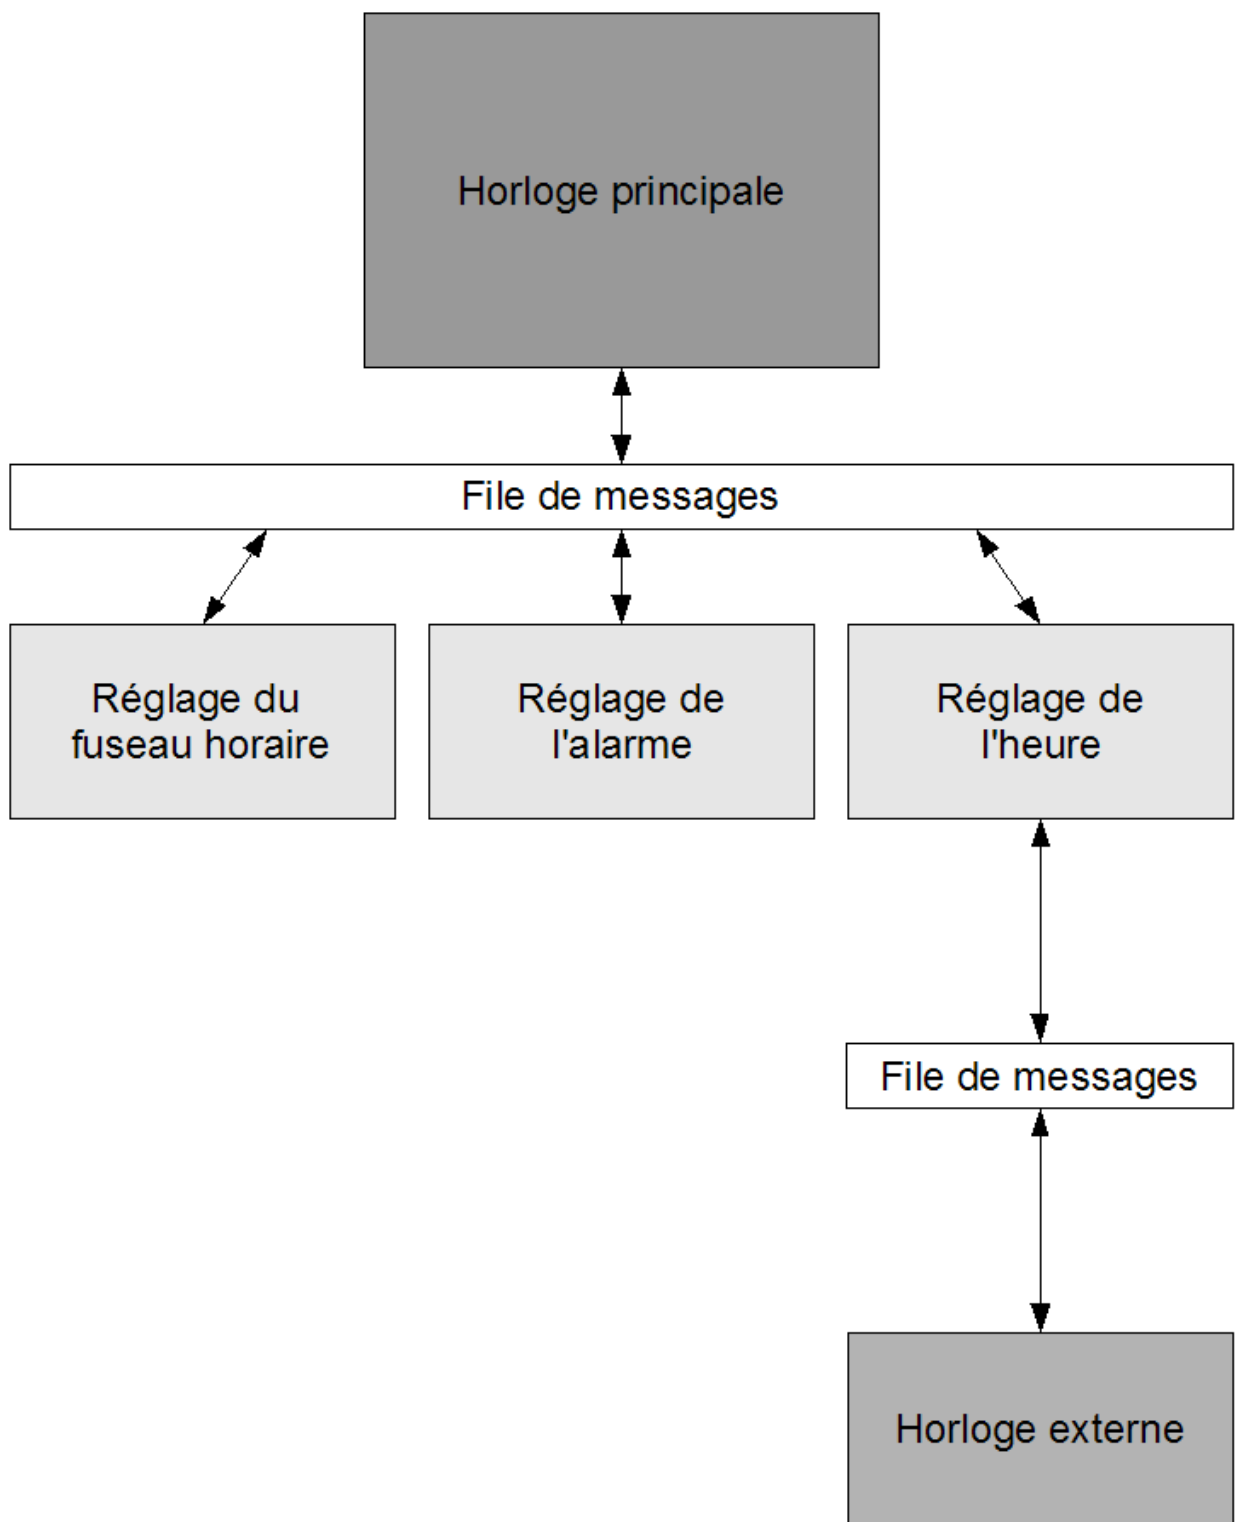 Horloge principale
File de messages
Réglage du
fuseau horaire
Réglage de
l'alarme
Réglage de
l'heure
File de messages
Horloge externe